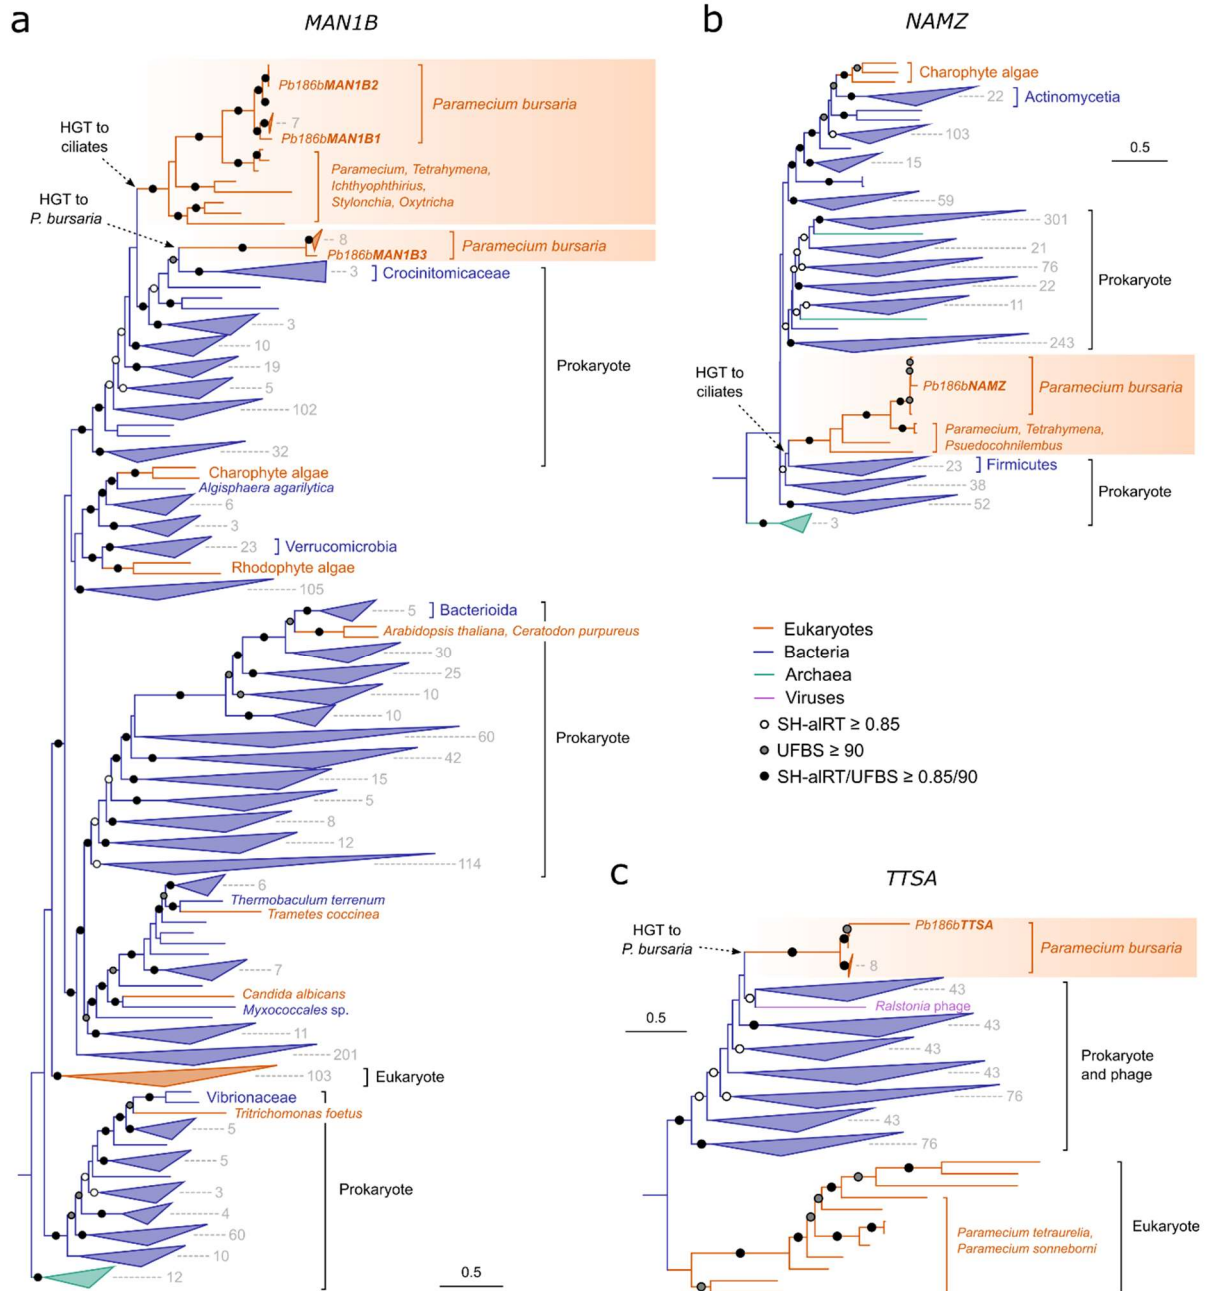 a
MAN1B
HGT to
ciliates
HGT to
P. bursaria
Pb186bMAN1B2
7
Pb186bMAN1B1
Paramecium bursaria
Paramecium, Tetrahymena,
Ichthyophthirius,
Stylonchia, Oxytricha
8
Pb186bMAN1B3
Paramecium bursaria
3
Crocinitomicaceae
3
10
19
5
102
32
Prokaryote
Charophyte algae
Algisphaera agarilytica
6
3
23
Verrucomicrobia
Rhodophyte algae
105
5
Bacterioida
Arabidopsis thaliana, Ceratodon purpureus
30
25
10
10
60
42
15
5
8
12
114
Prokaryote
6
Thermobaculum terrenum
Trametes coccinea
7
Candida albicans
Myxococcales sp.
11
201
103
Eukaryote
Vibrionaceae
Tritrichomonas foetus
5
5
3
4
60
10
12
Prokaryote
0.5
b
NAMZ
Charophyte algae
22
Actinomycetia
103
15
59
0.5
301
21
76
22
11
243
Prokaryote
HGT to
ciliates
Pb186bNAMZ
Paramecium bursaria
Paramecium, Tetrahymena,
Psuedocohnilembus
23
Firmicutes
38
52
3
Prokaryote
Eukaryotes
Bacteria
Archaea
Viruses
SH-alRT ≥ 0.85
UFBS ≥ 90
SH-alRT/UFBS ≥ 0.85/90
c
TTSA
HGT to
P. bursaria
Pb186bTTSA
8
Paramecium bursaria
0.5
43
Ralstonia phage
43
43
43
76
43
76
Prokaryote
and phage
Paramecium tetraurelia,
Paramecium sonneborni
Eukaryote